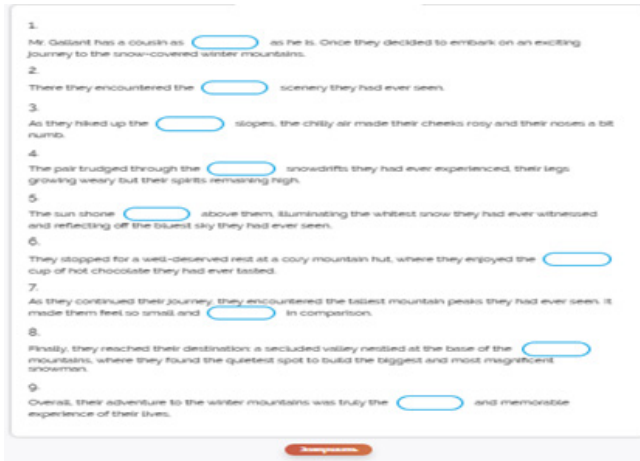 1.
Mr. Gallant has a cousin as as he is. Once they decided to embark on an exciting
journey to the snow-covered winter mountains.
2.
There they encountered the scenery they had ever seen.
3.
As they hiked up the slopes, the chilly air made their cheeks rosy and their noses a bit
numb.
4.
The pair trudged through the snowdrifts they had ever experienced, their legs
growing weary but their spirits remaining high.
5.
The sun shone above them, illuminating the whitest snow they had ever witnessed
and reflecting off the bluest sky they had ever seen.
6.
They stopped for a well-deserved rest at a cozy mountain hut, where they enjoyed the
cup of hot chocolate they had ever tasted.
7.
As they continued their journey, they encountered the tallest mountain peaks they had ever seen. It
made them feel so small and in comparison.
8.
Finally, they reached their destination: a secluded valley nestled at the base of the
mountains, where they found the quietest spot to build the biggest and most magnificent
snowman.
9.
Overall, their adventure to the winter mountains was truly the and memorable
experience of their lives.